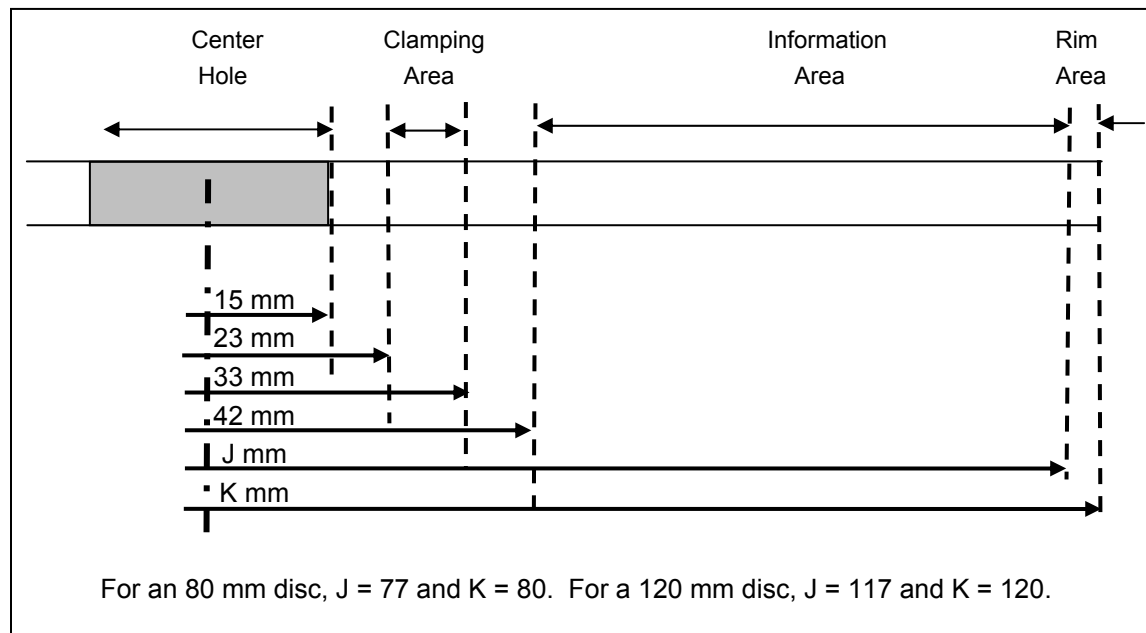 Center
Hole
Clamping
Area
Information
Area
Rim
Area
15 mm
23 mm
33 mm
42 mm
J mm
K mm
For an 80 mm disc, J = 77 and K = 80.  For a 120 mm disc, J = 117 and K = 120.